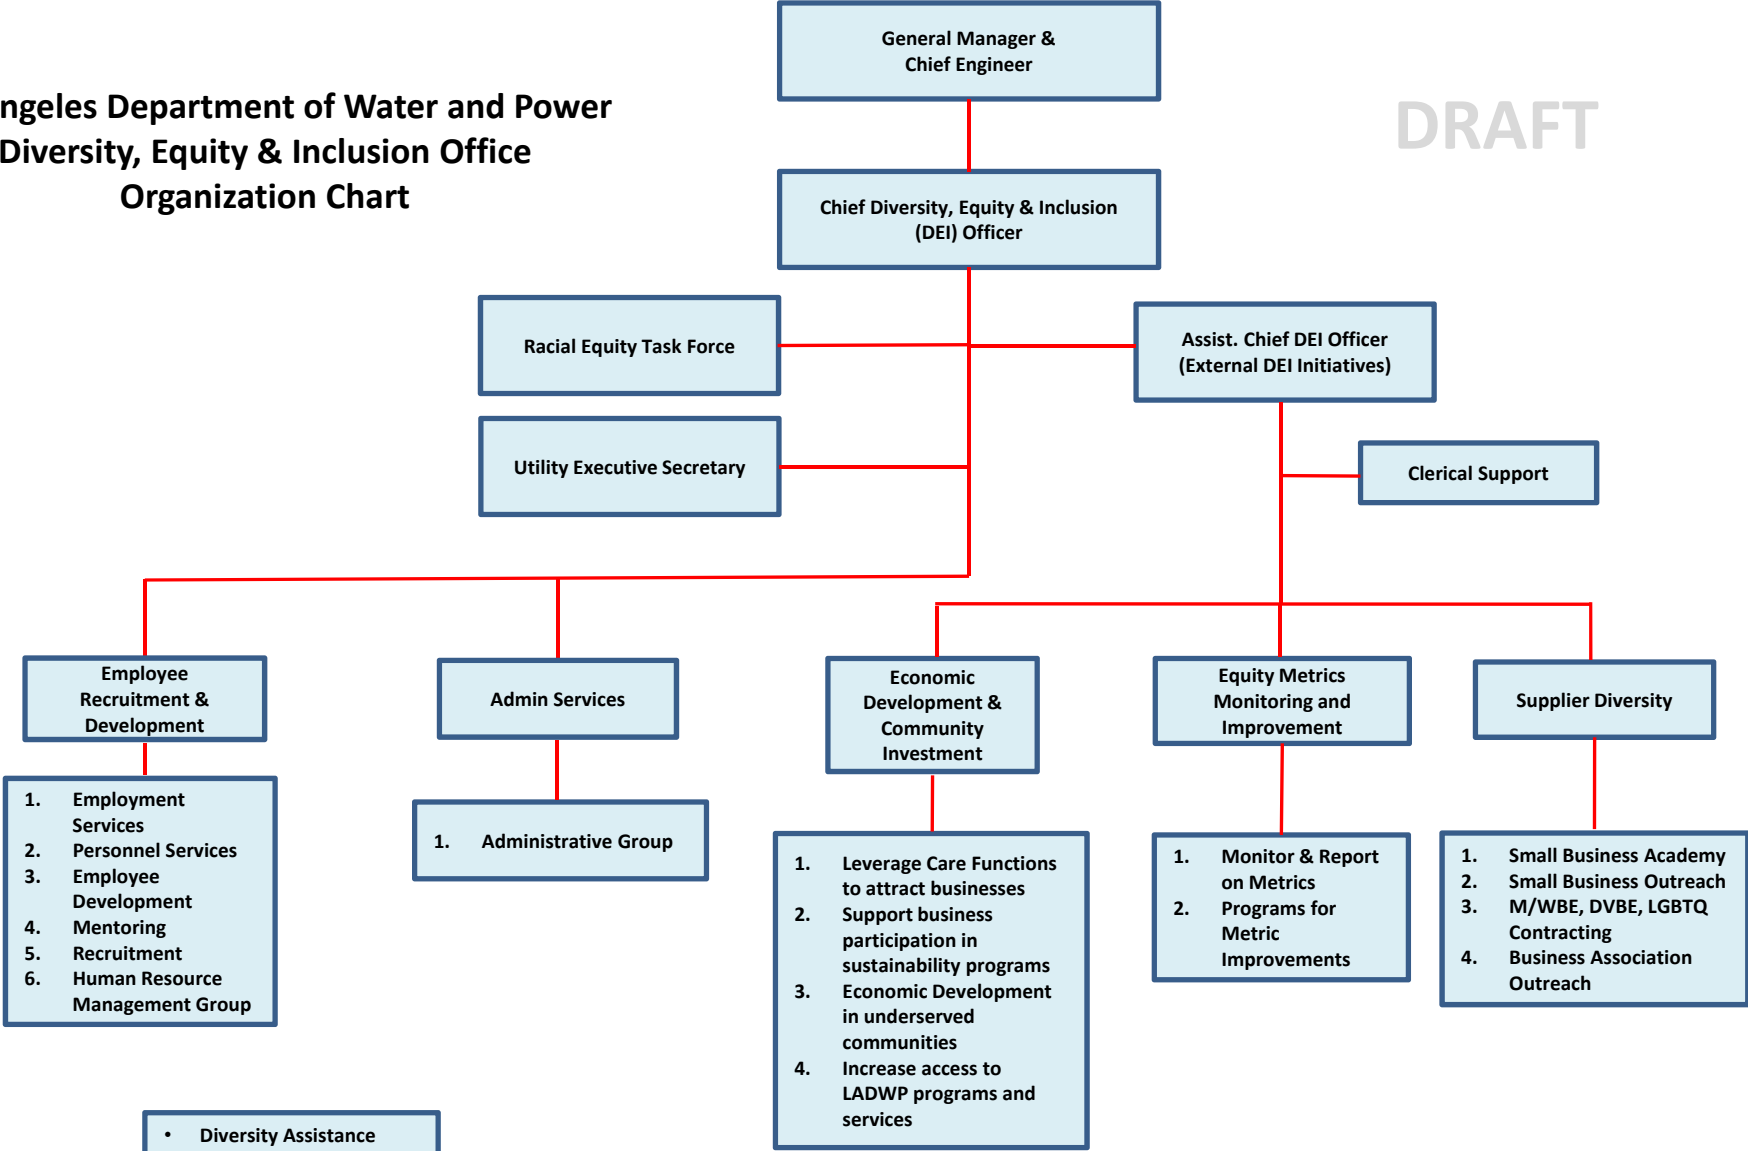 General Manager &
Chief Engineer
ngeles Department of Water and Power
Diversity, Equity & Inclusion Office
Organization Chart
DRAFT
Chief Diversity, Equity & Inclusion
(DEI) Officer
Racial Equity Task Force
Assist. Chief DEI Officer
(External DEI Initiatives)
Utility Executive Secretary
Clerical Support
Employee
Recruitment &
Development
Admin Services
Economic
Development &
Community
Investment
Equity Metrics
Monitoring and
Improvement
Supplier Diversity
1. Employment
Services
2. Personnel Services
3. Employee
Development
4. Mentoring
5. Recruitment
6. Human Resource
Management Group
1. Administrative Group
1. Leverage Care Functions
to attract businesses
2. Support business
participation in
sustainability programs
3. Economic Development
in underserved
communities
4. Increase access to
LADWP programs and
services
1. Monitor & Report
on Metrics
2. Programs for
Metric
Improvements
1. Small Business Academy
2. Small Business Outreach
3. M/WBE, DVBE, LGBTQ
Contracting
4. Business Association
Outreach
• Diversity Assistance